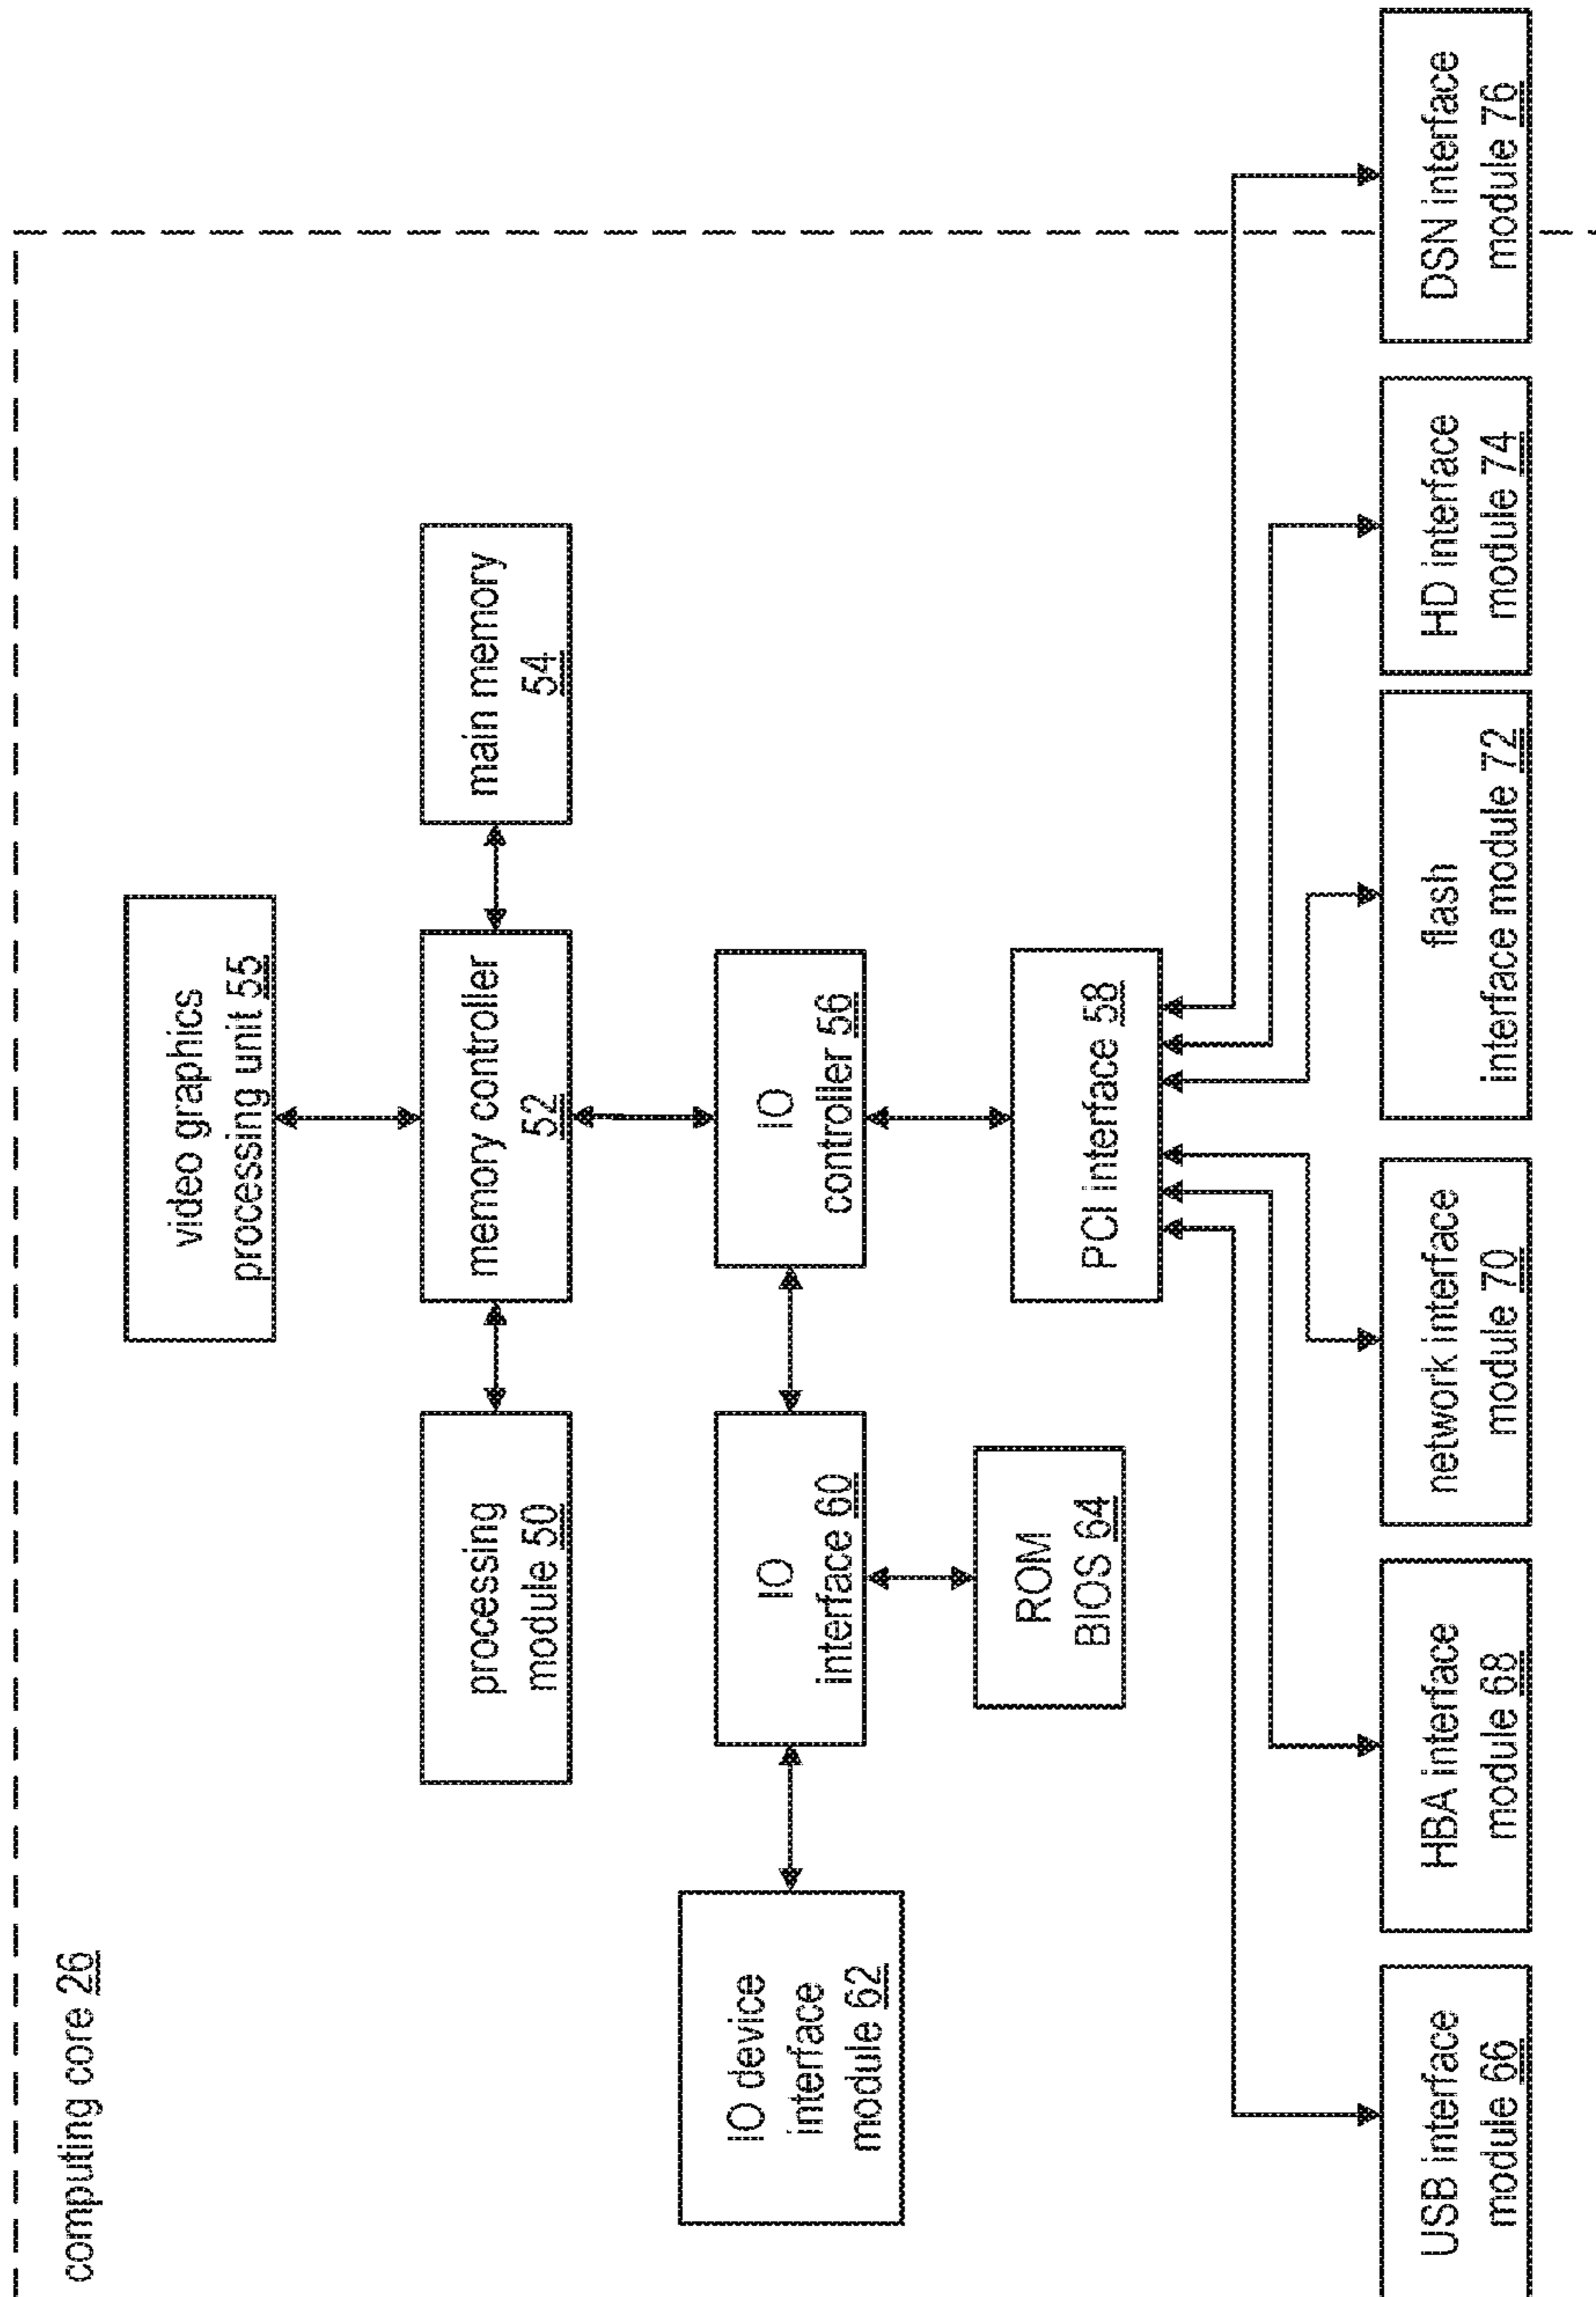 computing core 26
video graphics
processing unit 55
processing
module 50
memory controller
52
main memory
54
IO device
interface
module 62
IO
interface 60
IO
controller 56
ROM
BIOS 64
PCI interface 58
USB interface
module 66
HBA interface
module 68
network interface
module 70
flash
interface module 72
HD interface
module 74
DSN interface
module 76